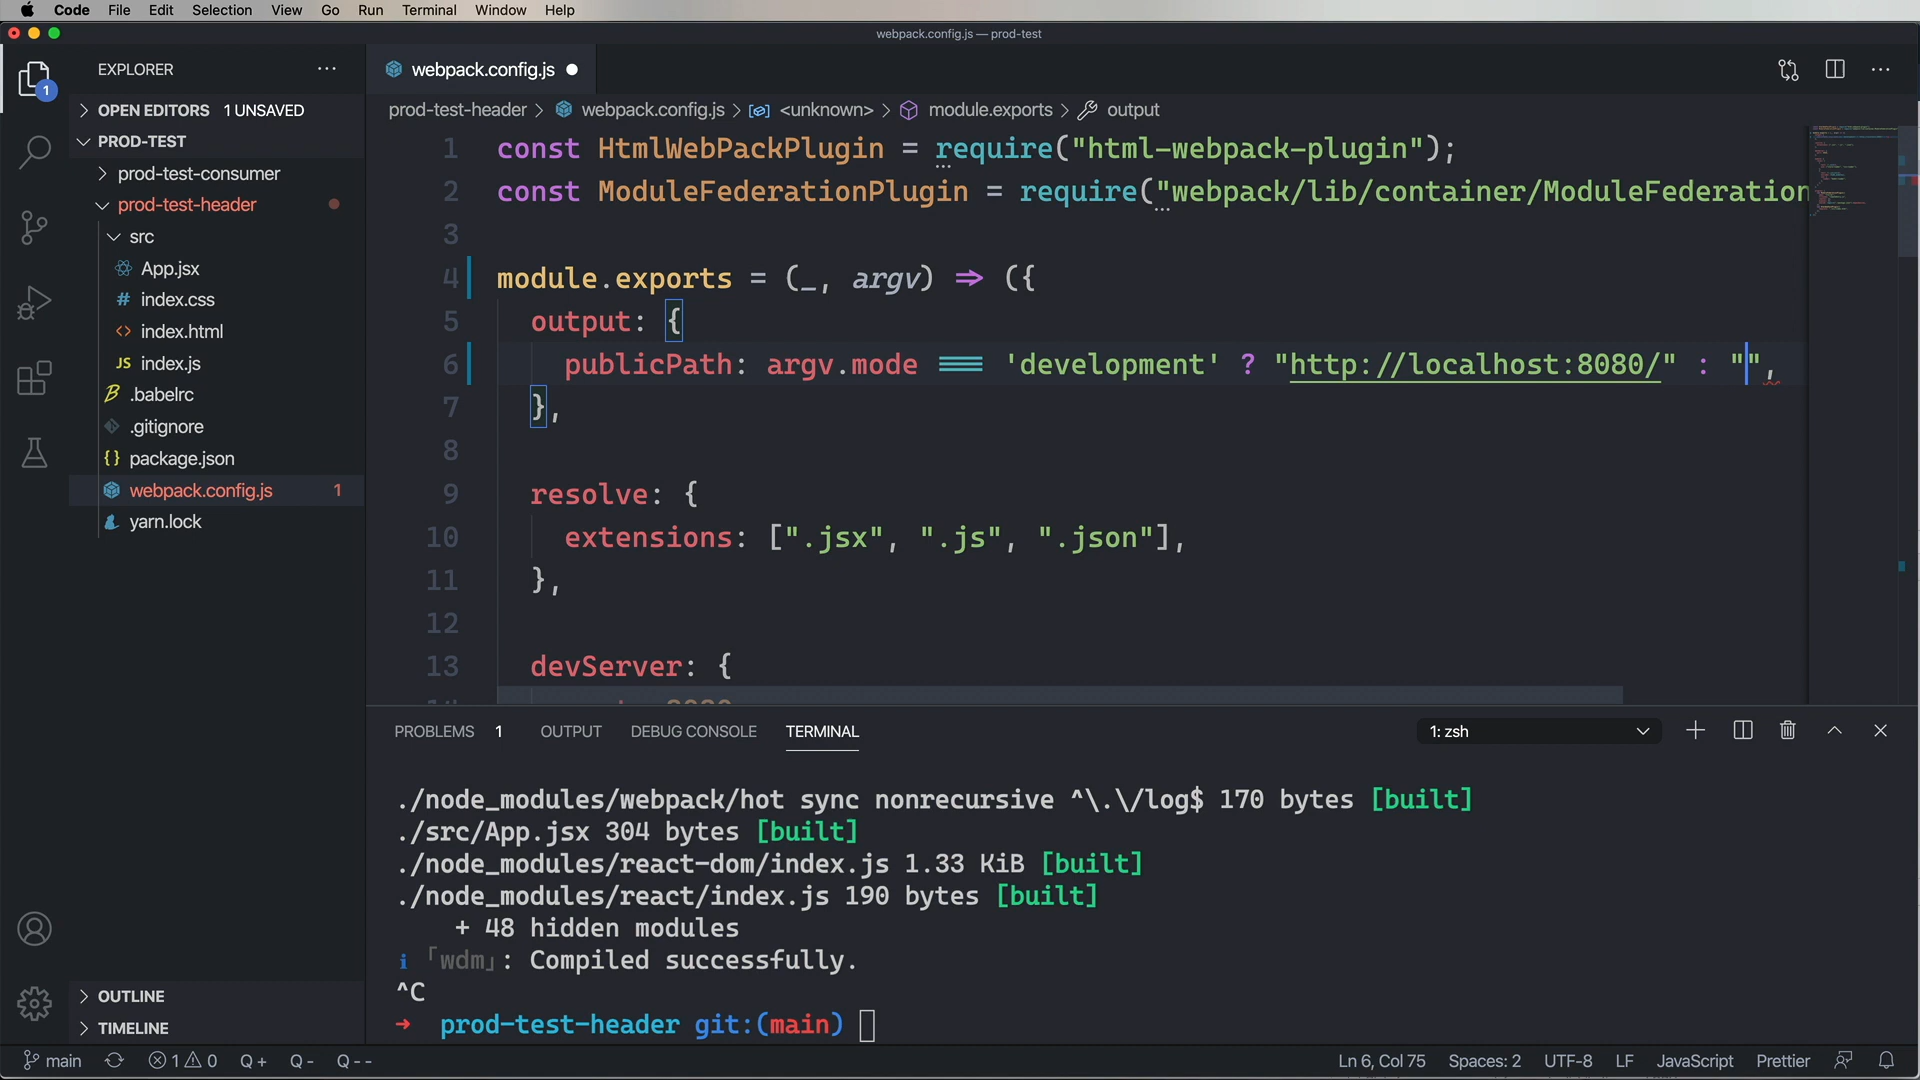 Code File Edit Selection View Go Run Terminal Window Help
webpack.config.js — prod-test
EXPLORER
OPEN EDITORS 1 UNSAVED
PROD-TEST
prod-test-consumer
prod-test-header
src
App.jsx
# index.css
<> index.html
JS index.js
.babelrc
.gitignore
{} package.json
webpack.config.js 1
yarn.lock
OUTLINE
TIMELINE
1
webpack.config.js
prod-test-header > webpack.config.js > <unknown> > module.exports > output
1 const HtmlWebPackPlugin = require("html-webpack-plugin");
2 const ModuleFederationPlugin = require("webpack/lib/container/ModuleFederation
3
4 module.exports = (_, argv) => ({
5 output: {
6 publicPath: argv.mode === 'development' ? "http://localhost:8080/" : "",
7 },
8
9 resolve: {
10 extensions: [".jsx", ".js", ".json"],
11 },
12
13 devServer: {
PROBLEMS 1 OUTPUT DEBUG CONSOLE TERMINAL
1: zsh
./node_modules/webpack/hot sync nonrecursive ^\.\/log$ 170 bytes [built]
./src/App.jsx 304 bytes [built]
./node_modules/react-dom/index.js 1.33 KiB [built]
./node_modules/react/index.js 190 bytes [built]
+ 48 hidden modules
i ｢wdm｣: Compiled successfully.
^C
➜ prod-test-header git:(main)
main 1 0 Q+ Q- Q-- Ln 6, Col 75 Spaces: 2 UTF-8 LF JavaScript Prettier